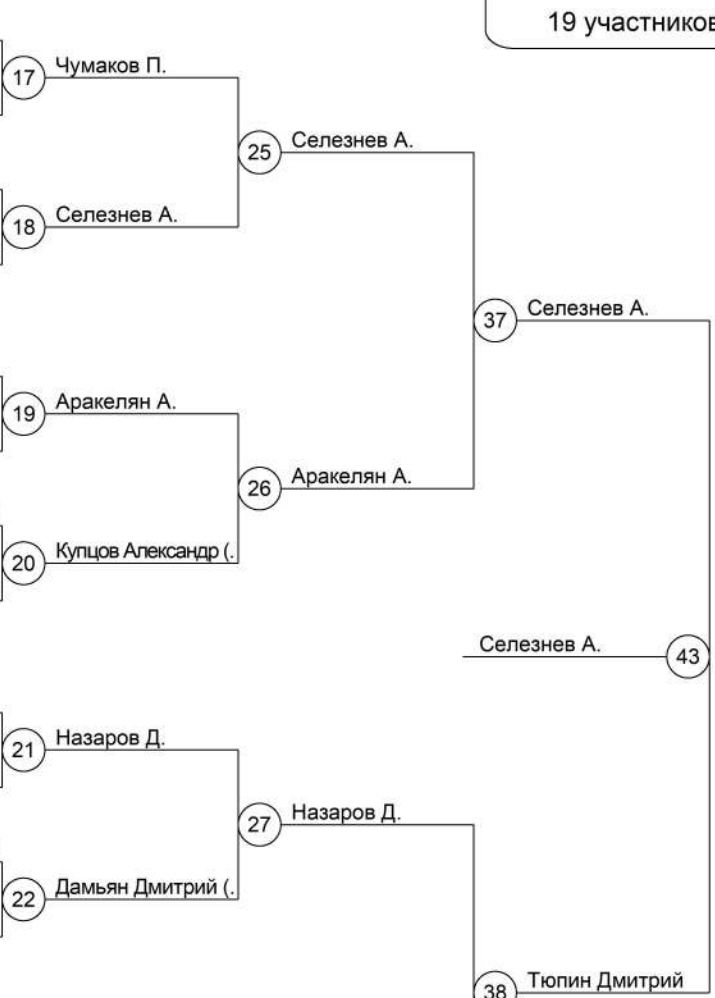 19 участников
17 Чумаков П.
25 Селезнев А.
18 Селезнев А.
37 Селезнев А.
19 Аракелян А.
26 Аракелян А.
20 Купцов Александр (.
Селезнев А. 43
21 Назаров Д.
27 Назаров Д.
22 Дамьян Дмитрий (.
38 Тюпин Дмитрий